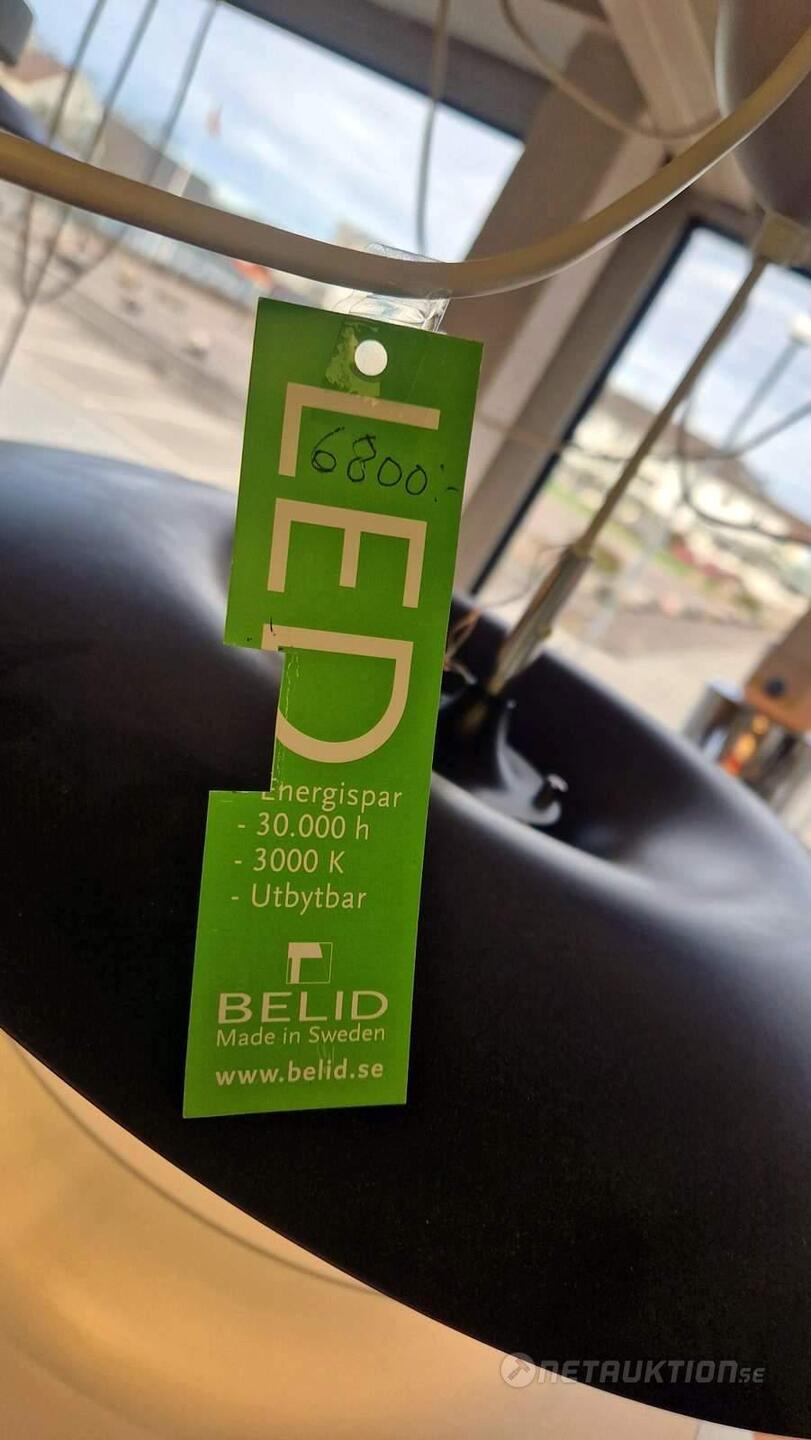 LED
6800:-
- Energispar
- 30.000 h
- 3000 K
- Utbytbar
BELID
Made in Sweden
www.belid.se
NETAUKTION.SE